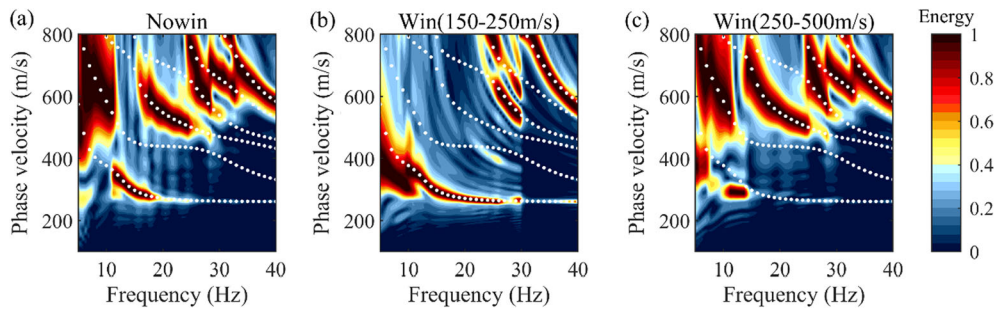 (a) Nowin (b) Win(150-250m/s) (c) Win(250-500m/s) Energy
800 800 800 1
0.8
600 600 600
0.6
400 400 400
0.4
200 200 200
0.2
0
Phase velocity (m/s) Phase velocity (m/s) Phase velocity (m/s)
10 20 30 40 10 20 30 40 10 20 30 40
Frequency (Hz) Frequency (Hz) Frequency (Hz)